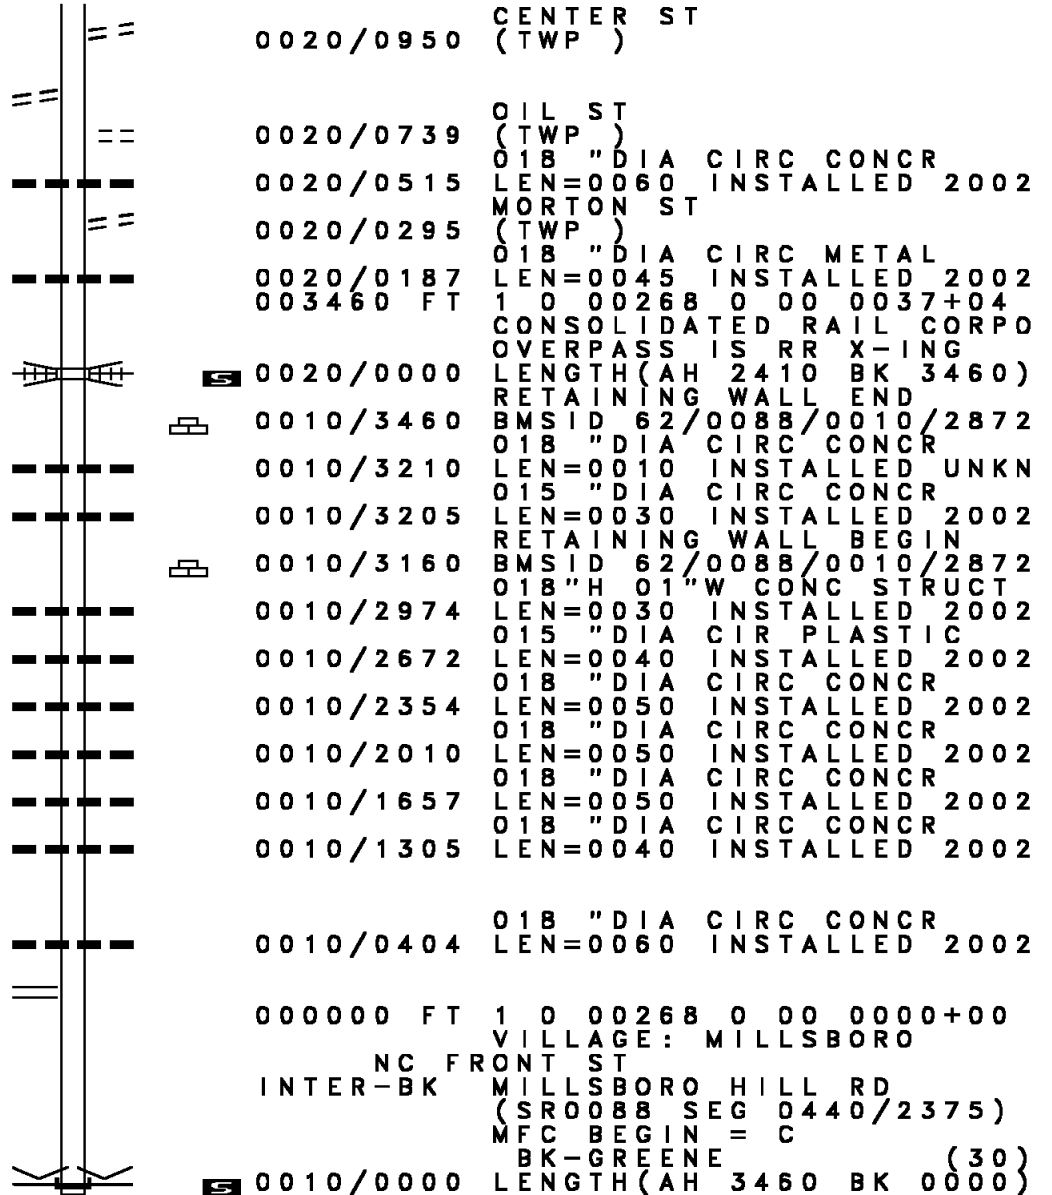 CENTER ST
0020/0950 (TWP )
OIL ST
0020/0739 (TWP )
018 "DIA CIRC CONCR
0020/0515 LEN=0060 INSTALLED 2002
MORTON ST
0020/0295 (TWP )
018 "DIA CIRC METAL
0020/0187 LEN=0045 INSTALLED 2002
003460 FT 1 0 00268 0 00 0037+04
CONSOLIDATED RAIL CORPO
OVERPASS IS RR X-ING
S 0020/0000 LENGTH(AH 2410 BK 3460)
RETAINING WALL END
0010/3460 BMSID 62/0088/0010/2872
018 "DIA CIRC CONCR
0010/3210 LEN=0010 INSTALLED UNKN
015 "DIA CIRC CONCR
0010/3205 LEN=0030 INSTALLED 2002
RETAINING WALL BEGIN
0010/3160 BMSID 62/0088/0010/2872
018"H 01"W CONC STRUCT
0010/2974 LEN=0030 INSTALLED 2002
015 "DIA CIR PLASTIC
0010/2672 LEN=0040 INSTALLED 2002
018 "DIA CIRC CONCR
0010/2354 LEN=0050 INSTALLED 2002
018 "DIA CIRC CONCR
0010/2010 LEN=0050 INSTALLED 2002
018 "DIA CIRC CONCR
0010/1657 LEN=0050 INSTALLED 2002
018 "DIA CIRC CONCR
0010/1305 LEN=0040 INSTALLED 2002
018 "DIA CIRC CONCR
0010/0404 LEN=0060 INSTALLED 2002
000000 FT 1 0 00268 0 00 0000+00
VILLAGE: MILLSBORO
NC FRONT ST
INTER-BK MILLSBORO HILL RD
(SR0088 SEG 0440/2375)
MFC BEGIN = C
BK-GREENE (30)
S 0010/0000 LENGTH(AH 3460 BK 0000)